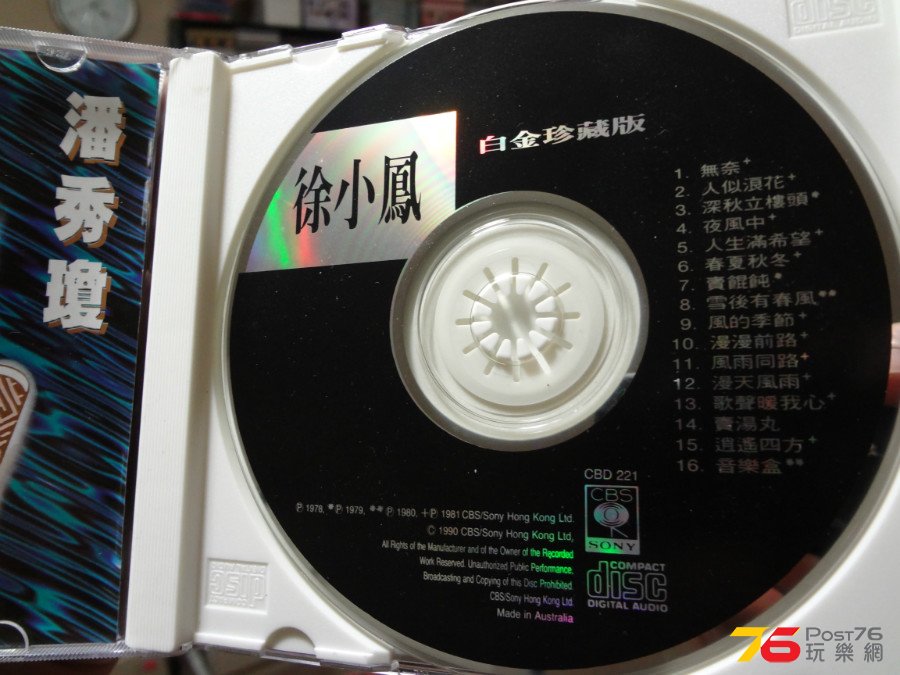 潘秀瓊
徐小鳳
白金珍藏版
1. 無奈+
2. 人似浪花+
3. 深秋立樓頭*
4. 夜風中+
5. 人生滿希望+
6. 春夏秋冬+
7. 賣餛飩*
8. 雪後有春風**
9. 風的季節+
10. 漫漫前路+
11. 風雨同路+
12. 漫天風雨+
13. 歌聲暖我心+
14. 賣湯丸
15. 逍遙四方+
16. 音樂盒**
CBD 221
CBS
SONY
℗ 1978, *℗ 1979, **℗ 1980, +℗ 1981 CBS/Sony Hong Kong Ltd.
© 1990 CBS/Sony Hong Kong Ltd,
All Rights of the Manufacturer and of the Owner of the Recorded
Work Reserved. Unauthorized Public Performance,
Broadcasting and Copying of this Disc Prohibited.
CBS/Sony Hong Kong Ltd.
Made in Australia
COMPACT
disc
DIGITAL AUDIO
disc
DIGITAL AUDIO
76 Post76
玩樂網